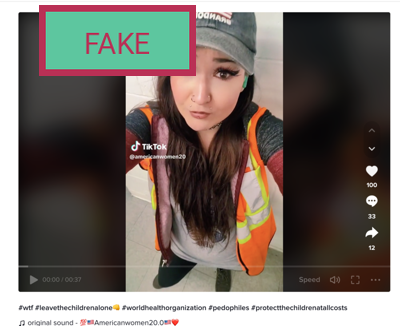 FAKE
TikTok
@americanwomen20
100
33
12
00:00 / 00:37
Speed
#wtf #leavethechildrenalone🤛 #worldhealthorganization #pedophiles #protectthechildrenatallcosts
♫ original sound - 💯🇺🇸Americanwomen20.0🇺🇸❤️